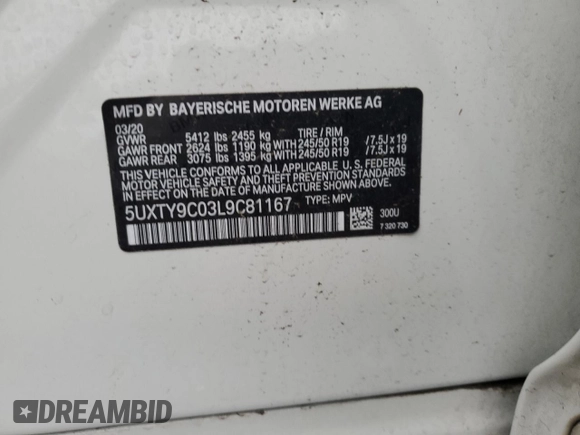 MFD BY BAYERISCHE MOTOREN WERKE AG
03/20 TIRE / RIM
GVWR 5412 lbs 2455 kg
GAWR FRONT 2624 lbs 1190 kg WITH 245/50 R19 /7.5J x 19
GAWR REAR 3075 lbs 1395 kg WITH 245/50 R19 /7.5J x 19
THIS VEHICLE CONFORMS TO ALL APPLICABLE U. S. FEDERAL
MOTOR VEHICLE SAFETY, BUMPER, AND THEFT PREVENTION
STANDARDS IN EFFECT ON THE DATE OF MANUFACTURE SHOWN
ABOVE.
5UXTY9C03L9C81167 TYPE: MPV
300U
7 320 730
DREAMBID